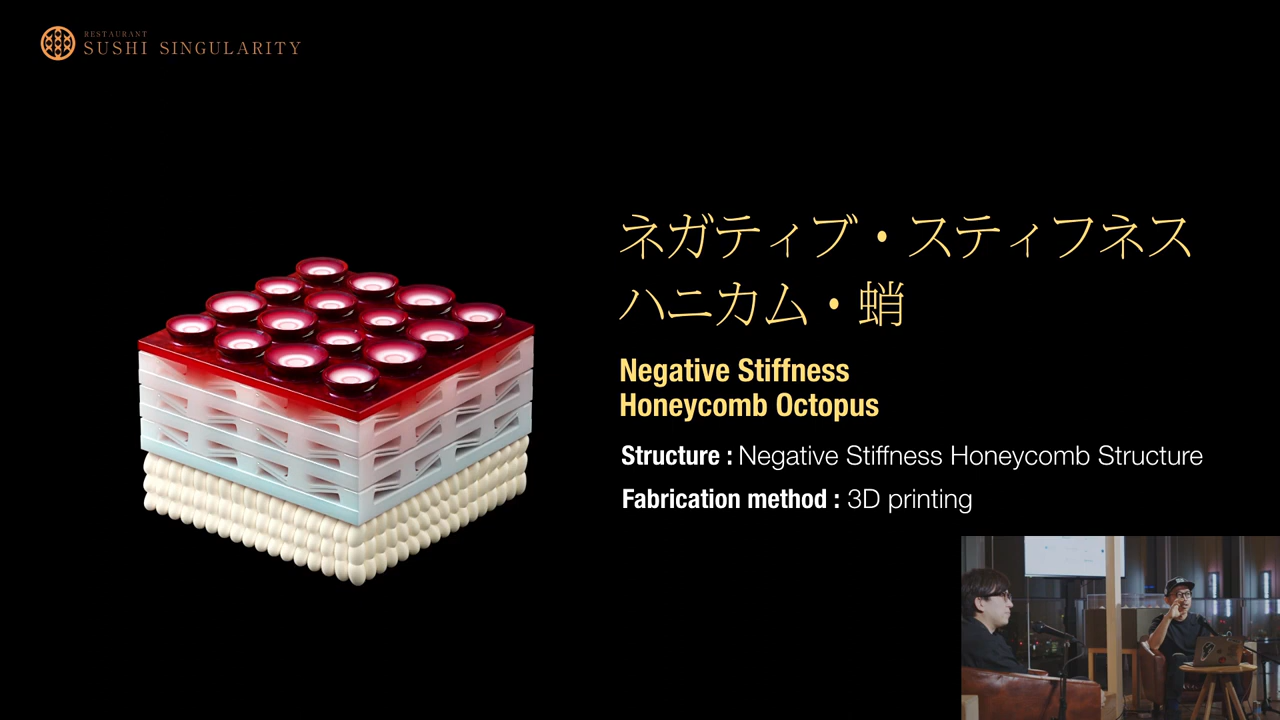 RESTAURANT
SUSHI SINGULARITY
ネガティブ・スティフネス
ハニカム・蛸
Negative Stiffness
Honeycomb Octopus
Structure : Negative Stiffness Honeycomb Structure
Fabrication method : 3D printing